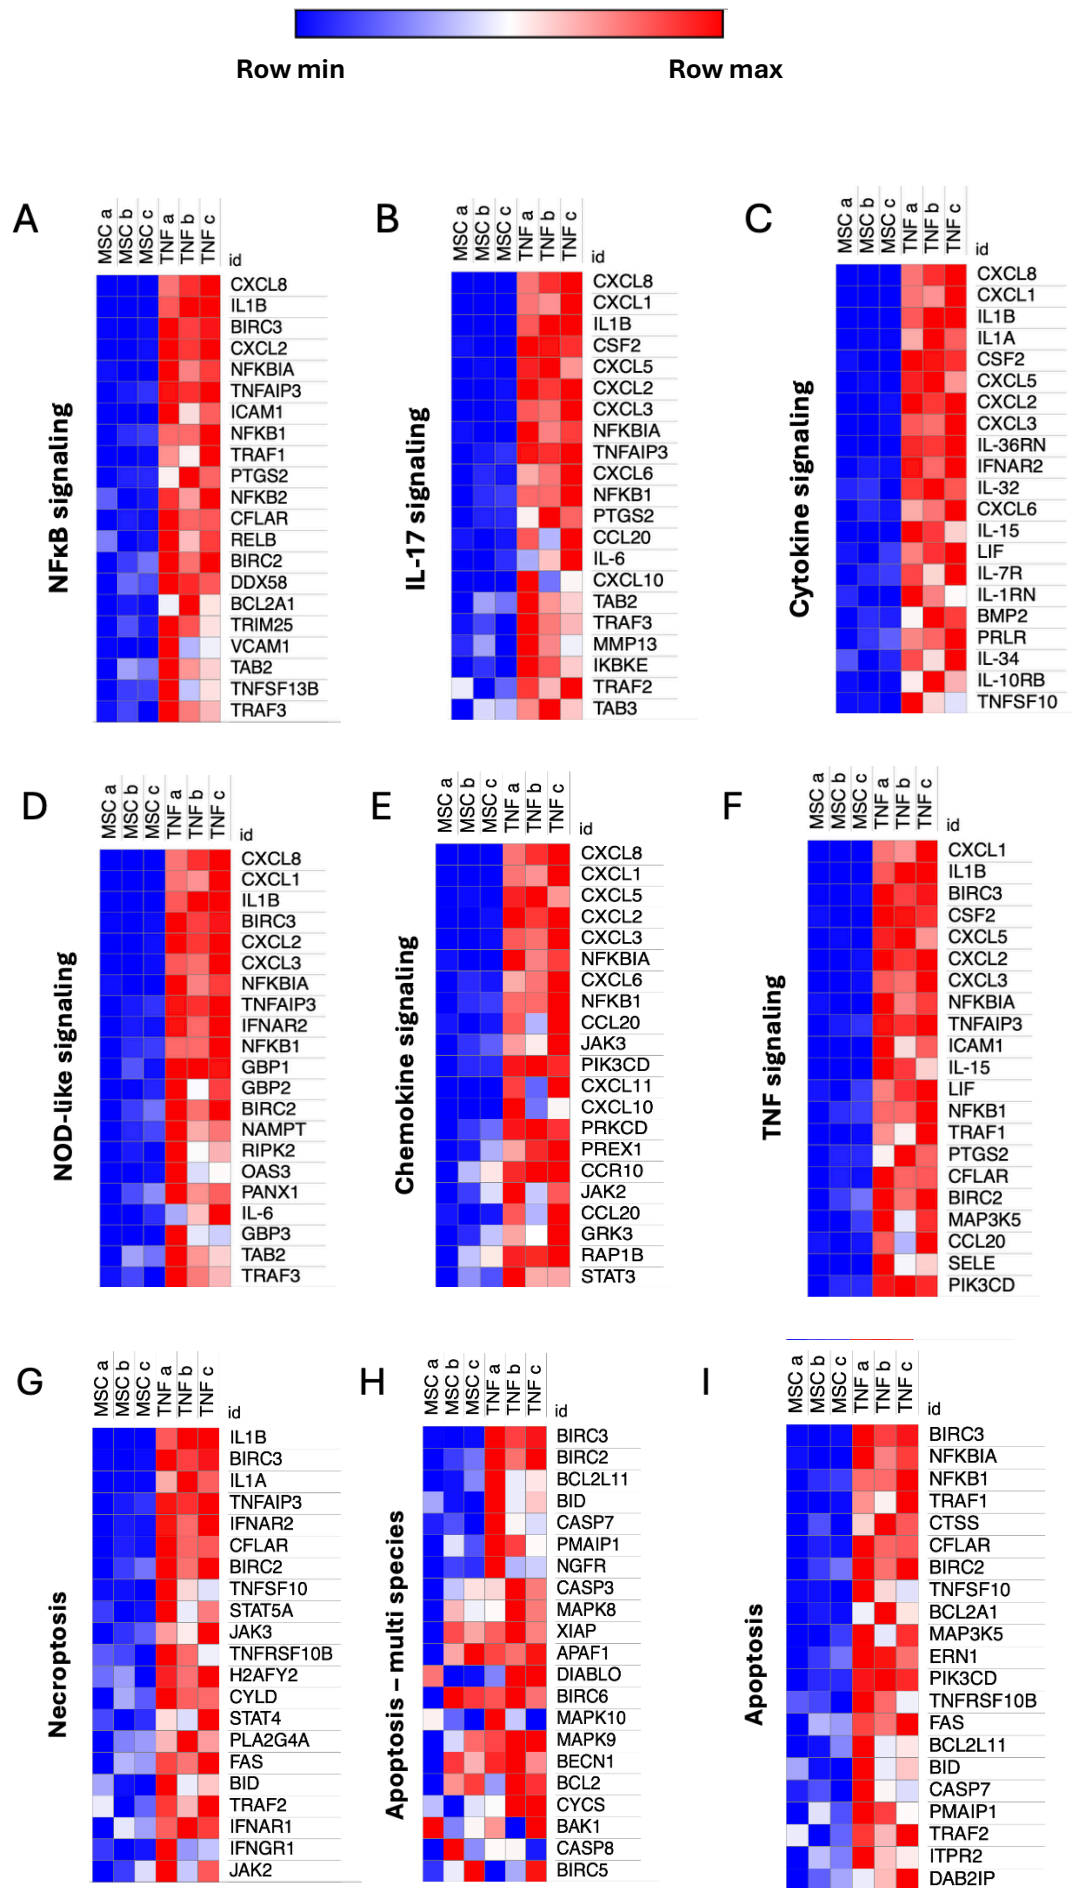 Row min
Row max
A
MSC a
MSC b
MSC c
TNF a
TNF b
TNF c
id
NFκB signaling
CXCL8
IL1B
BIRC3
CXCL2
NFKBIA
TNFAIP3
ICAM1
NFKB1
TRAF1
PTGS2
NFKB2
CFLAR
RELB
BIRC2
DDX58
BCL2A1
TRIM25
VCAM1
TAB2
TNFSF13B
TRAF3
B
MSC a
MSC b
MSC c
TNF a
TNF b
TNF c
id
IL-17 signaling
CXCL8
CXCL1
IL1B
CSF2
CXCL5
CXCL2
CXCL3
NFKBIA
TNFAIP3
CXCL6
NFKB1
PTGS2
CCL20
IL-6
CXCL10
TAB2
TRAF3
MMP13
IKBKE
TRAF2
TAB3
C
MSC a
MSC b
MSC c
TNF a
TNF b
TNF c
id
Cytokine signaling
CXCL8
CXCL1
IL1B
IL1A
CSF2
CXCL5
CXCL2
CXCL3
IL-36RN
IFNAR2
IL-32
CXCL6
IL-15
LIF
IL-7R
IL-1RN
BMP2
PRLR
IL-34
IL-10RB
TNFSF10
D
MSC a
MSC b
MSC c
TNF a
TNF b
TNF c
id
NOD-like signaling
CXCL8
CXCL1
IL1B
BIRC3
CXCL2
CXCL3
NFKBIA
TNFAIP3
IFNAR2
NFKB1
GBP1
GBP2
BIRC2
NAMPT
RIPK2
OAS3
PANX1
IL-6
GBP3
TAB2
TRAF3
E
MSC a
MSC b
MSC c
TNF a
TNF b
TNF c
id
Chemokine signaling
CXCL8
CXCL1
CXCL5
CXCL2
CXCL3
NFKBIA
CXCL6
NFKB1
CCL20
JAK3
PIK3CD
CXCL11
CXCL10
PRKCD
PREX1
CCR10
JAK2
CCL20
GRK3
RAP1B
STAT3
F
MSC a
MSC b
MSC c
TNF a
TNF b
TNF c
id
TNF signaling
CXCL1
IL1B
BIRC3
CSF2
CXCL5
CXCL2
CXCL3
NFKBIA
TNFAIP3
ICAM1
IL-15
LIF
NFKB1
TRAF1
PTGS2
CFLAR
BIRC2
MAP3K5
CCL20
SELE
PIK3CD
G
MSC a
MSC b
MSC c
TNF a
TNF b
TNF c
id
Necroptosis
IL1B
BIRC3
IL1A
TNFAIP3
IFNAR2
CFLAR
BIRC2
TNFSF10
STAT5A
JAK3
TNFRSF10B
H2AFY2
CYLD
STAT4
PLA2G4A
FAS
BID
TRAF2
IFNAR1
IFNGR1
JAK2
H
MSC a
MSC b
MSC c
TNF a
TNF b
TNF c
id
Apoptosis – multi species
BIRC3
BIRC2
BCL2L11
BID
CASP7
PMAIP1
NGFR
CASP3
MAPK8
XIAP
APAF1
DIABLO
BIRC6
MAPK10
MAPK9
BECN1
BCL2
CYCS
BAK1
CASP8
BIRC5
I
MSC a
MSC b
MSC c
TNF a
TNF b
TNF c
id
Apoptosis
BIRC3
NFKBIA
NFKB1
TRAF1
CTSS
CFLAR
BIRC2
TNFSF10
BCL2A1
MAP3K5
ERN1
PIK3CD
TNFRSF10B
FAS
BCL2L11
BID
CASP7
PMAIP1
TRAF2
ITPR2
DAB2IP